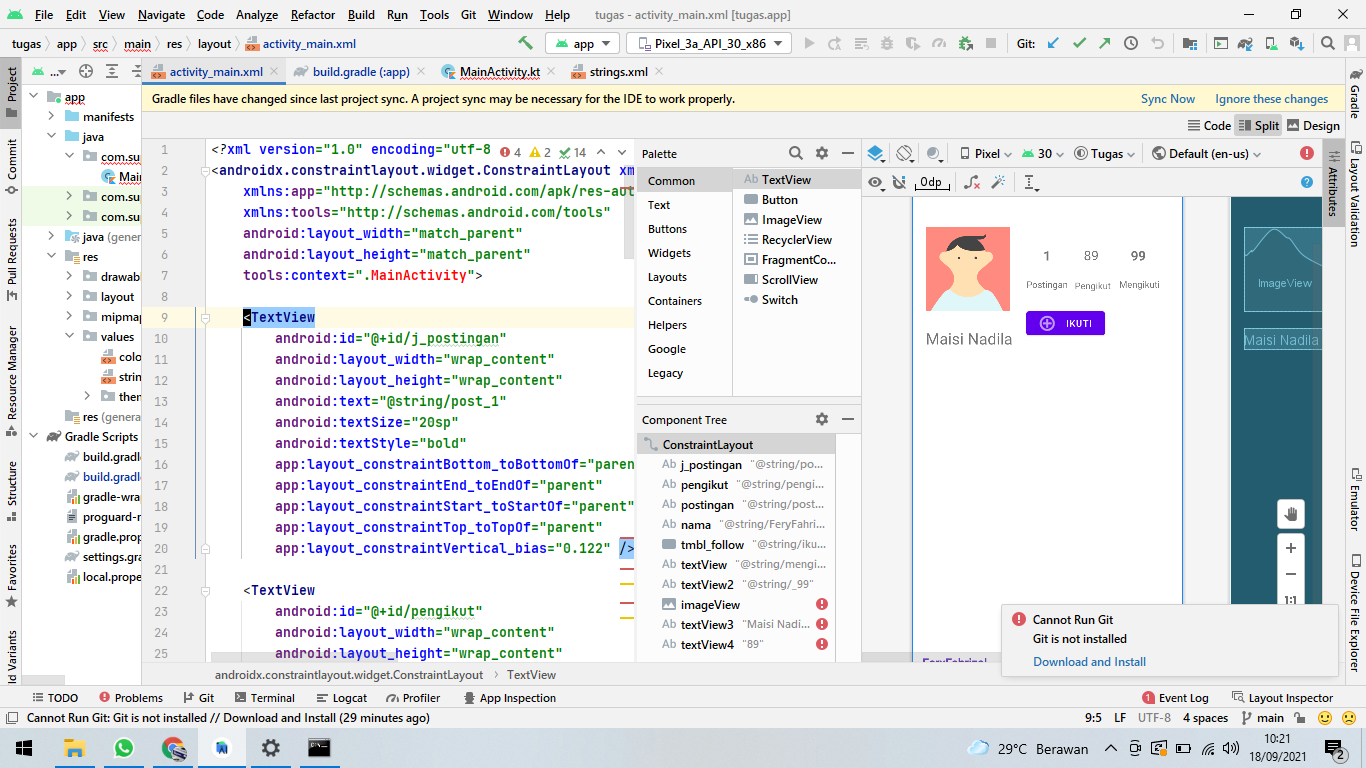 File Edit View Navigate Code Analyze Refactor Build Run Tools Git Window Help tugas - activity_main.xml [tugas.app]
tugas app src main res layout activity_main.xml app Pixel_3a_API_30_x86 Git:
... activity_main.xml build.gradle (:app) MainActivity.kt strings.xml
Gradle files have changed since last project sync. A project sync may be necessary for the IDE to work properly. Sync Now Ignore these changes
Code Split Design
Project
Commit
Pull Requests
Resource Manager
Structure
Favorites
ld Variants
app
manifests
java
com.su
Mai
com.su
com.su
java (gener
res
drawab
layout
mipma
values
colo
strin
then
res (genera
Gradle Scripts
build.gradl
build.gradl
gradle-wra
proguard-r
gradle.prop
settings.gra
local.prope
4 2 14
1 <?xml version="1.0" encoding="utf-8
2 <androidx.constraintlayout.widget.ConstraintLayout xm
3 xmlns:app="http://schemas.android.com/apk/res-aut
4 xmlns:tools="http://schemas.android.com/tools"
5 android:layout_width="match_parent"
6 android:layout_height="match_parent"
7 tools:context=".MainActivity">
8
9 <TextView
10 android:id="@+id/j_postingan"
11 android:layout_width="wrap_content"
12 android:layout_height="wrap_content"
13 android:text="@string/post_1"
14 android:textSize="20sp"
15 android:textStyle="bold"
16 app:layout_constraintBottom_toBottomOf="paren
17 app:layout_constraintEnd_toEndOf="parent"
18 app:layout_constraintStart_toStartOf="parent"
19 app:layout_constraintTop_toTopOf="parent"
20 app:layout_constraintVertical_bias="0.122" />
21
22 <TextView
23 android:id="@+id/pengikut"
24 android:layout_width="wrap_content"
25 android:layout_height="wrap_content"
androidx.constraintlayout.widget.ConstraintLayout TextView
Palette
Common
Text
Buttons
Widgets
Layouts
Containers
Helpers
Google
Legacy
Ab TextView
Button
ImageView
RecyclerView
FragmentCo...
ScrollView
Switch
Component Tree
ConstraintLayout
Ab j_postingan "@string/po...
Ab pengikut "@string/pengi...
Ab postingan "@string/post...
Ab nama "@string/FeryFahri...
tmbl_follow "@string/iku...
Ab textView "@string/mengi...
Ab textView2 "@string/_99"
imageView
Ab textView3 "Maisi Nadi...
Ab textView4 "89"
Pixel 30 Tugas Default (en-us)
0dp
1 89 99
Postingan Pengikut Mengikuti
IKUTI
Maisi Nadila
ImageView
Maisi Nadila
1:1
Cannot Run Git
Git is not installed
Download and Install
Gradle
Layout Validation
Attributes
Emulator
Device File Explorer
TODO Problems Git Terminal Logcat Profiler App Inspection 1 Event Log Layout Inspector
Cannot Run Git: Git is not installed // Download and Install (29 minutes ago) 9:5 LF UTF-8 4 spaces main
29°C Berawan 10:21
18/09/2021 2